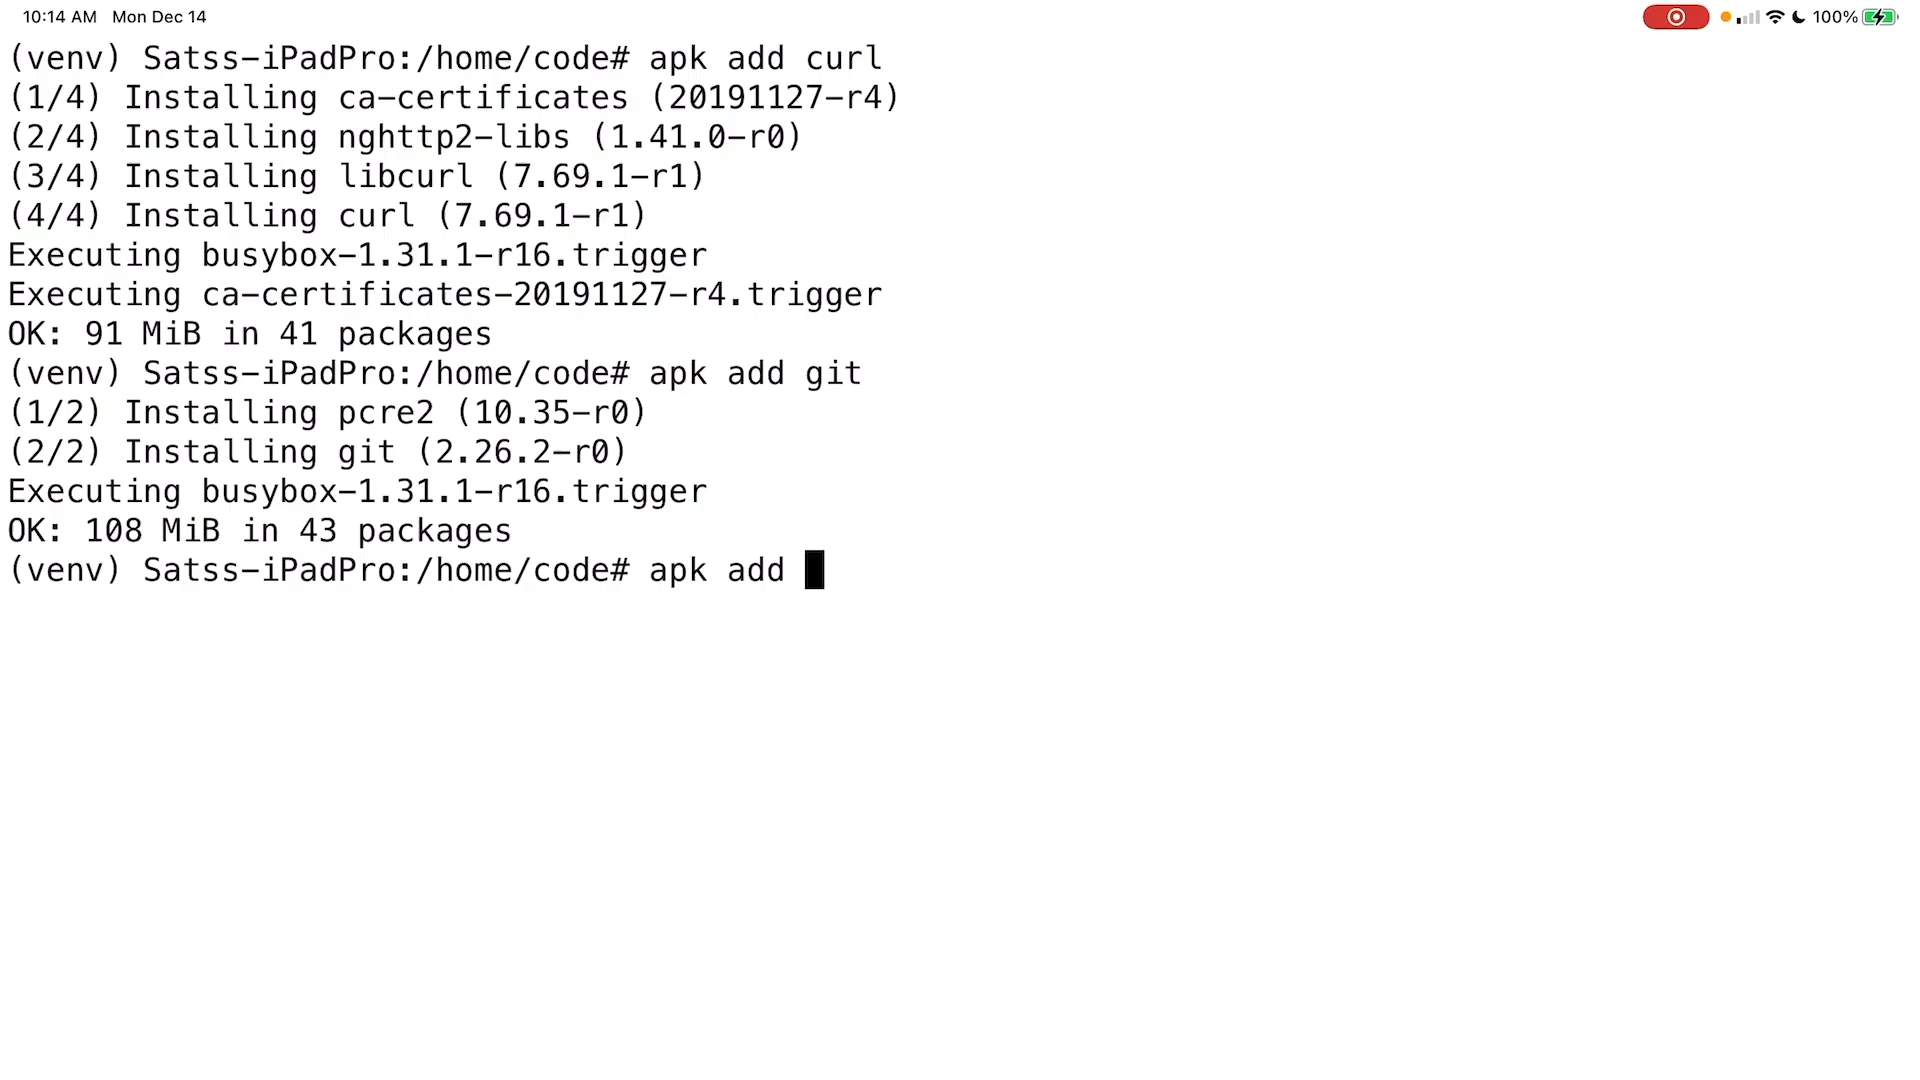 10:14 AM Mon Dec 14
100%
(venv) Satss-iPadPro:/home/code# apk add curl
(1/4) Installing ca-certificates (20191127-r4)
(2/4) Installing nghttp2-libs (1.41.0-r0)
(3/4) Installing libcurl (7.69.1-r1)
(4/4) Installing curl (7.69.1-r1)
Executing busybox-1.31.1-r16.trigger
Executing ca-certificates-20191127-r4.trigger
OK: 91 MiB in 41 packages
(venv) Satss-iPadPro:/home/code# apk add git
(1/2) Installing pcre2 (10.35-r0)
(2/2) Installing git (2.26.2-r0)
Executing busybox-1.31.1-r16.trigger
OK: 108 MiB in 43 packages
(venv) Satss-iPadPro:/home/code# apk add